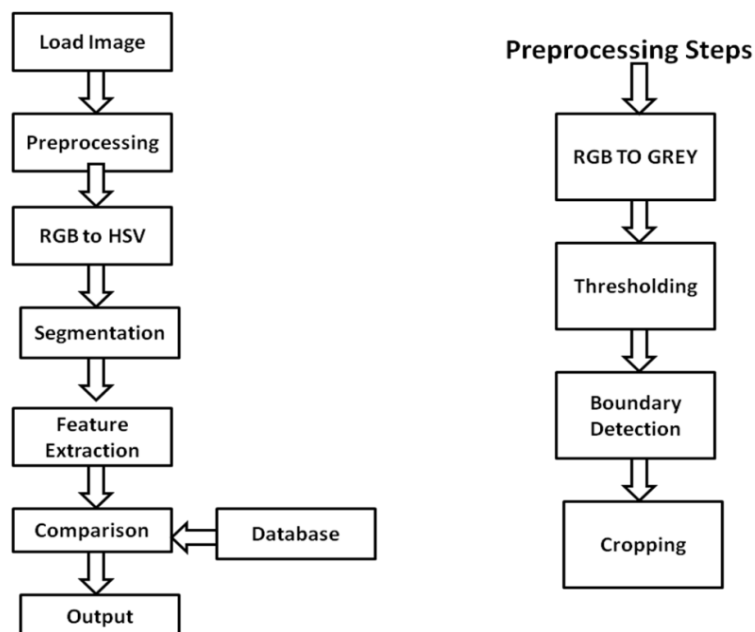 Load Image
Preprocessing
RGB to HSV
Segmentation
Feature
Extraction
Comparison
Database
Output
Preprocessing Steps
RGB TO GREY
Thresholding
Boundary
Detection
Cropping